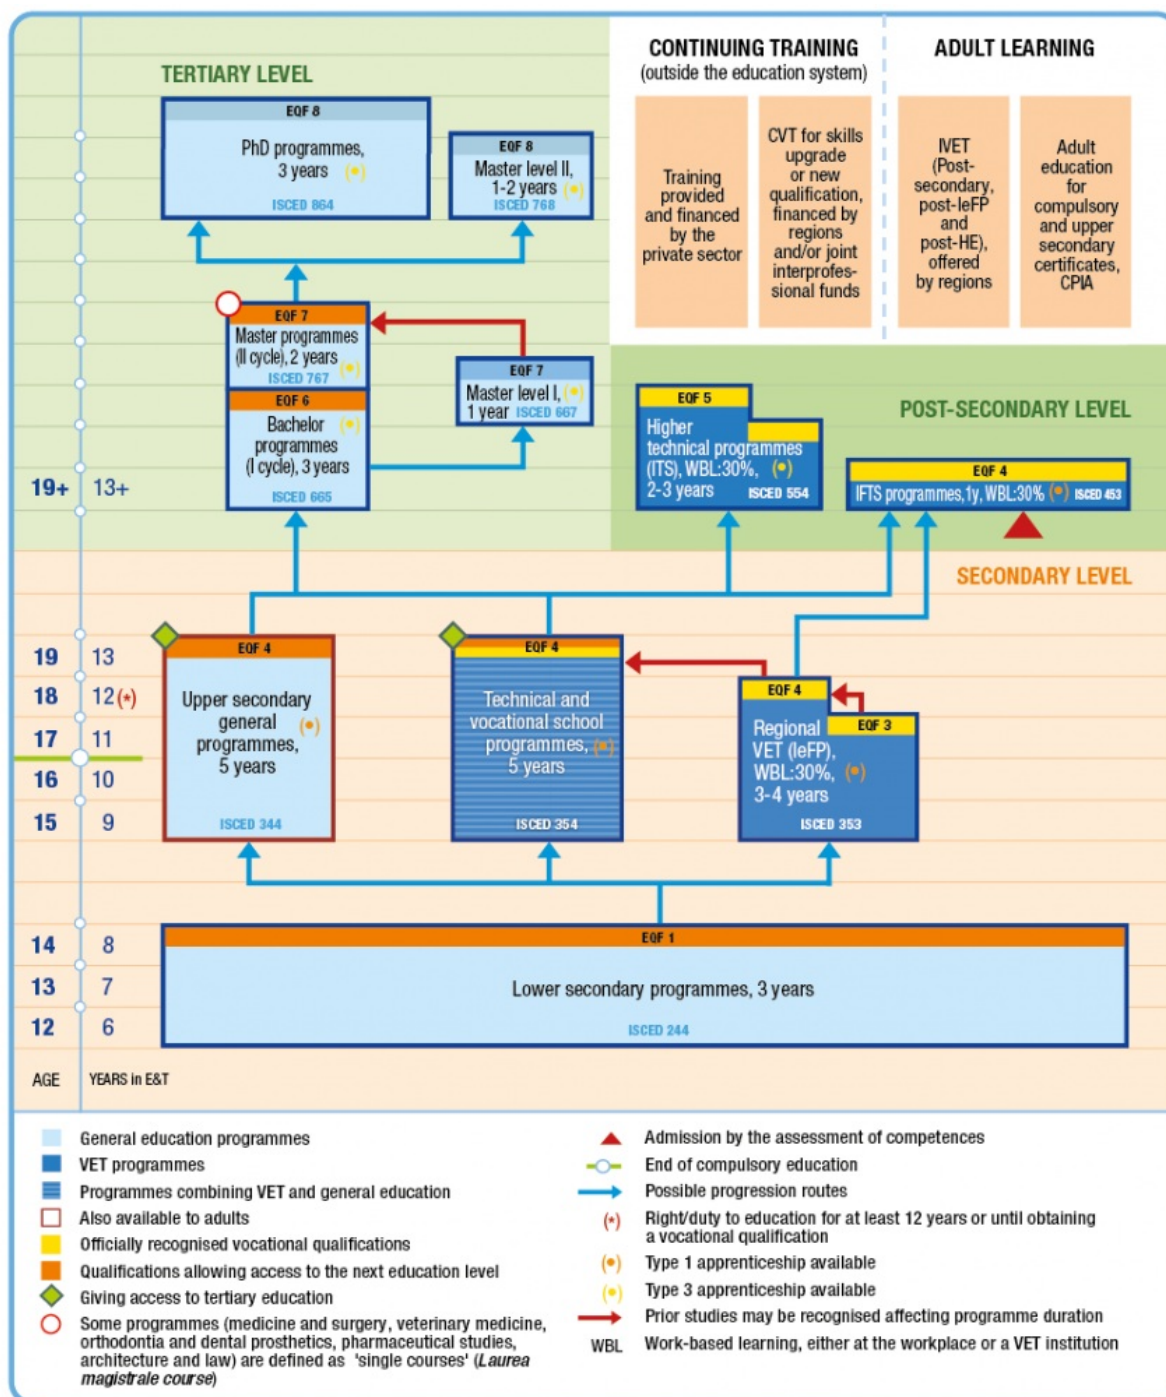 CONTINUING TRAINING
(outside the education system)
ADULT LEARNING
TERTIARY LEVEL
EQF 8
PhD programmes,
3 years (•)
ISCED 864
EQF 8
Master level II,
1-2 years (•)
ISCED 768
Training
provided
and financed
by the
private sector
CVT for skills
upgrade
or new
qualification,
financed by
regions
and/or joint
interprofes-
sional funds
IVET
(Post-
secondary,
post-IeFP
and
post-HE),
offered
by regions
Adult
education
for
compulsory
and upper
secondary
certificates,
CPIA
EQF 7
Master programmes
(II cycle), 2 years (•)
ISCED 767
EQF 6
Bachelor (•)
programmes
(I cycle), 3 years
ISCED 665
EQF 7
Master level I, (•)
1 year ISCED 667
POST-SECONDARY LEVEL
EQF 5
Higher
technical programmes
(ITS), WBL:30%, (•)
2-3 years ISCED 554
EQF 4
IFTS programmes,1y, WBL:30% (•) ISCED 453
19+ 13+
SECONDARY LEVEL
19 13
18 12(*)
17 11
16 10
15 9
EQF 4
Upper secondary
general (•)
programmes,
5 years
ISCED 344
EQF 4
Technical and
vocational school
programmes, (•)
5 years
ISCED 354
EQF 4
EQF 3
Regional
VET (IeFP),
WBL:30%, (•)
3-4 years
ISCED 353
14 8
13 7
12 6
EQF 1
Lower secondary programmes, 3 years
ISCED 244
AGE YEARS in E&T
General education programmes
VET programmes
Programmes combining VET and general education
Also available to adults
Officially recognised vocational qualifications
Qualifications allowing access to the next education level
Giving access to tertiary education
Some programmes (medicine and surgery, veterinary medicine,
orthodontia and dental prosthetics, pharmaceutical studies,
architecture and law) are defined as 'single courses' (Laurea
magistrale course)
Admission by the assessment of competences
End of compulsory education
Possible progression routes
(*) Right/duty to education for at least 12 years or until obtaining
a vocational qualification
(•) Type 1 apprenticeship available
(•) Type 3 apprenticeship available
Prior studies may be recognised affecting programme duration
WBL Work-based learning, either at the workplace or a VET institution